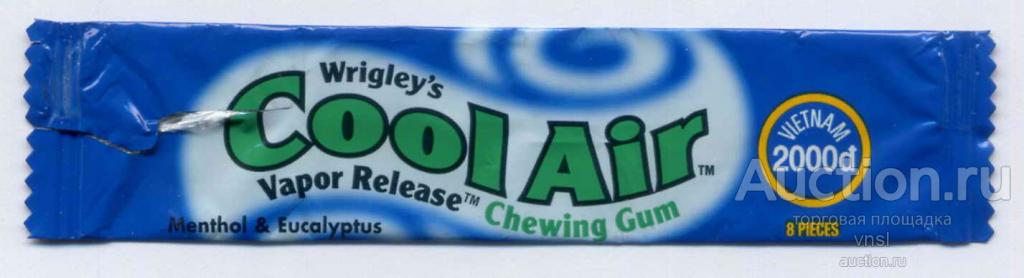 Wrigley's
Cool Air™
Vapor Release™
Chewing Gum
Menthol & Eucalyptus
VIETNAM
2000đ
8 PIECES
Auction.ru
торговая площадка
vnsl
auction.ru